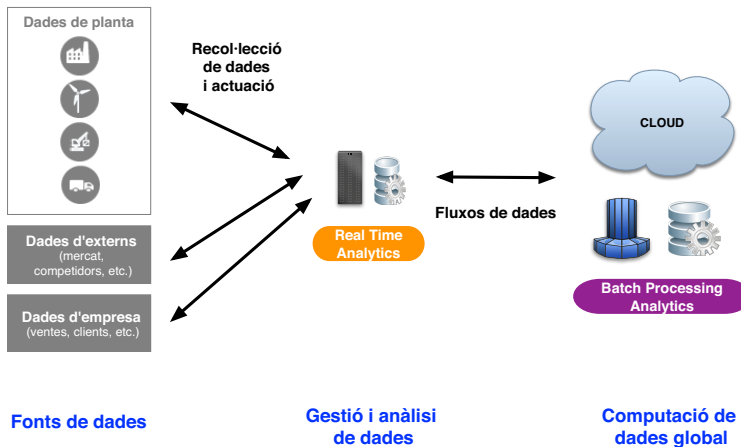 Dades de planta
Recol·lecció
de dades
i actuació
Dades d'externs
(mercat,
competidors, etc.)
Dades d'empresa
(ventes, clients, etc.)
Real Time
Analytics
Fluxos de dades
CLOUD
Batch Processing
Analytics
Fonts de dades
Gestió i anàlisi
de dades
Computació de
dades global